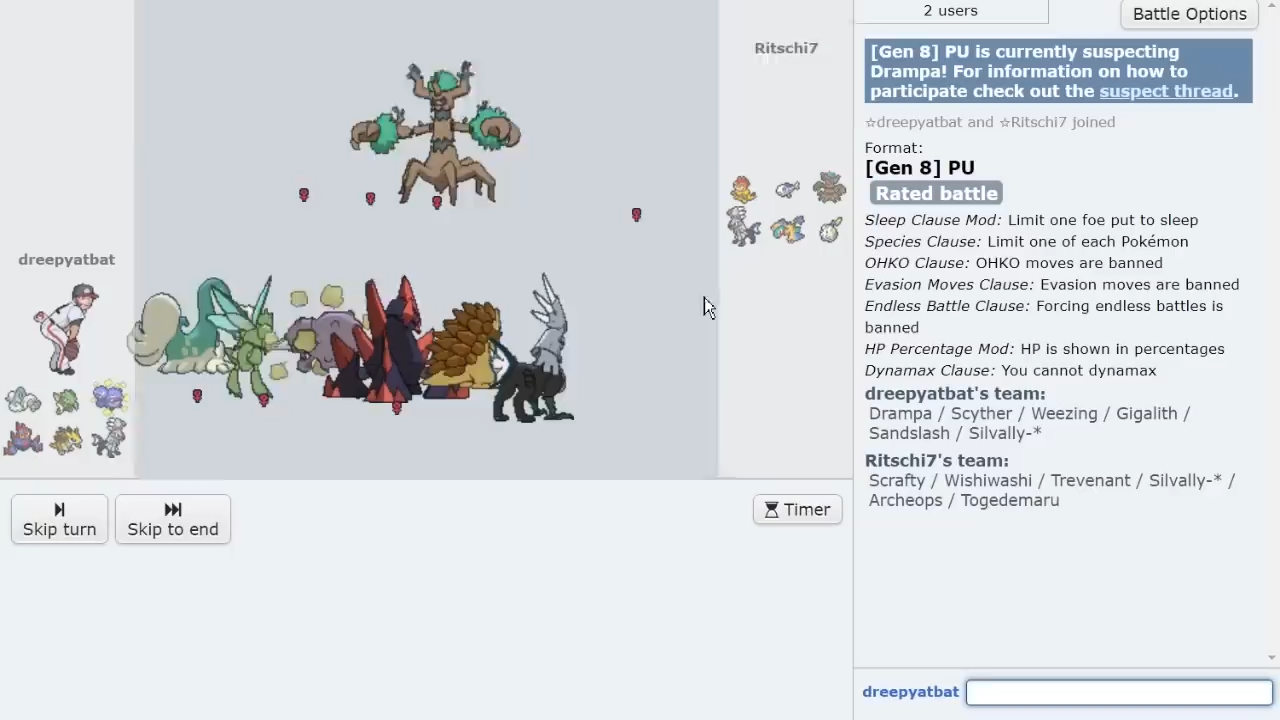 2 users
Battle Options
Ritschi7
dreepyatbat
[Gen 8] PU is currently suspecting
Drampa! For information on how to
participate check out the suspect thread.
☆dreepyatbat and ☆Ritschi7 joined
Format:
[Gen 8] PU
Rated battle
Sleep Clause Mod: Limit one foe put to sleep
Species Clause: Limit one of each Pokémon
OHKO Clause: OHKO moves are banned
Evasion Moves Clause: Evasion moves are banned
Endless Battle Clause: Forcing endless battles is
banned
HP Percentage Mod: HP is shown in percentages
Dynamax Clause: You cannot dynamax
dreepyatbat's team:
Drampa / Scyther / Weezing / Gigalith /
Sandslash / Silvally-*
Ritschi7's team:
Scrafty / Wishiwashi / Trevenant / Silvally-* /
Archeops / Togedemaru
Skip turn
Skip to end
Timer
dreepyatbat